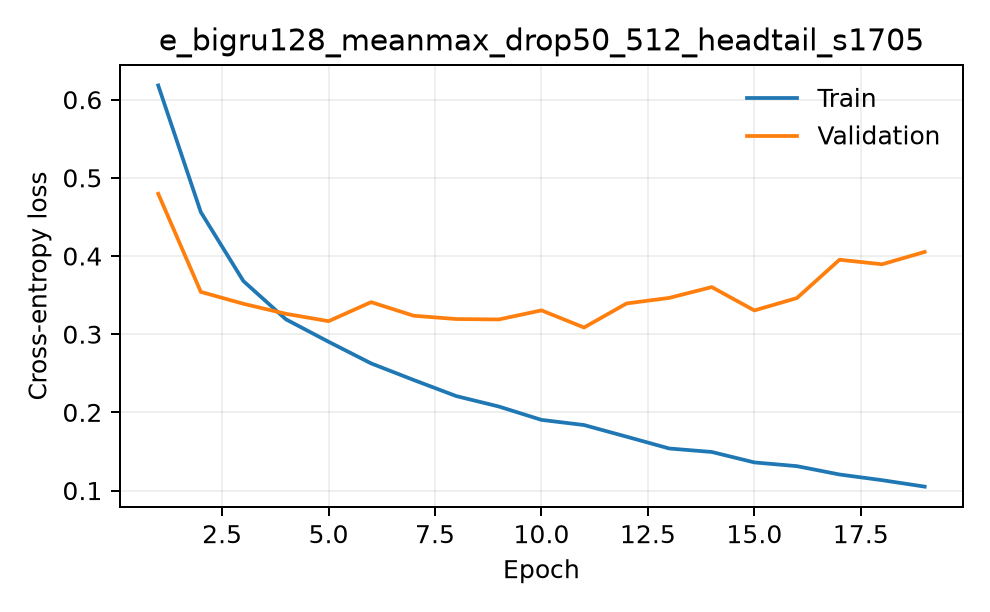 e_bigru128_meanmax_drop50_512_headtail_s1705
Train
Validation
Cross-entropy loss
0.6
0.5
0.4
0.3
0.2
0.1
2.5 5.0 7.5 10.0 12.5 15.0 17.5
Epoch